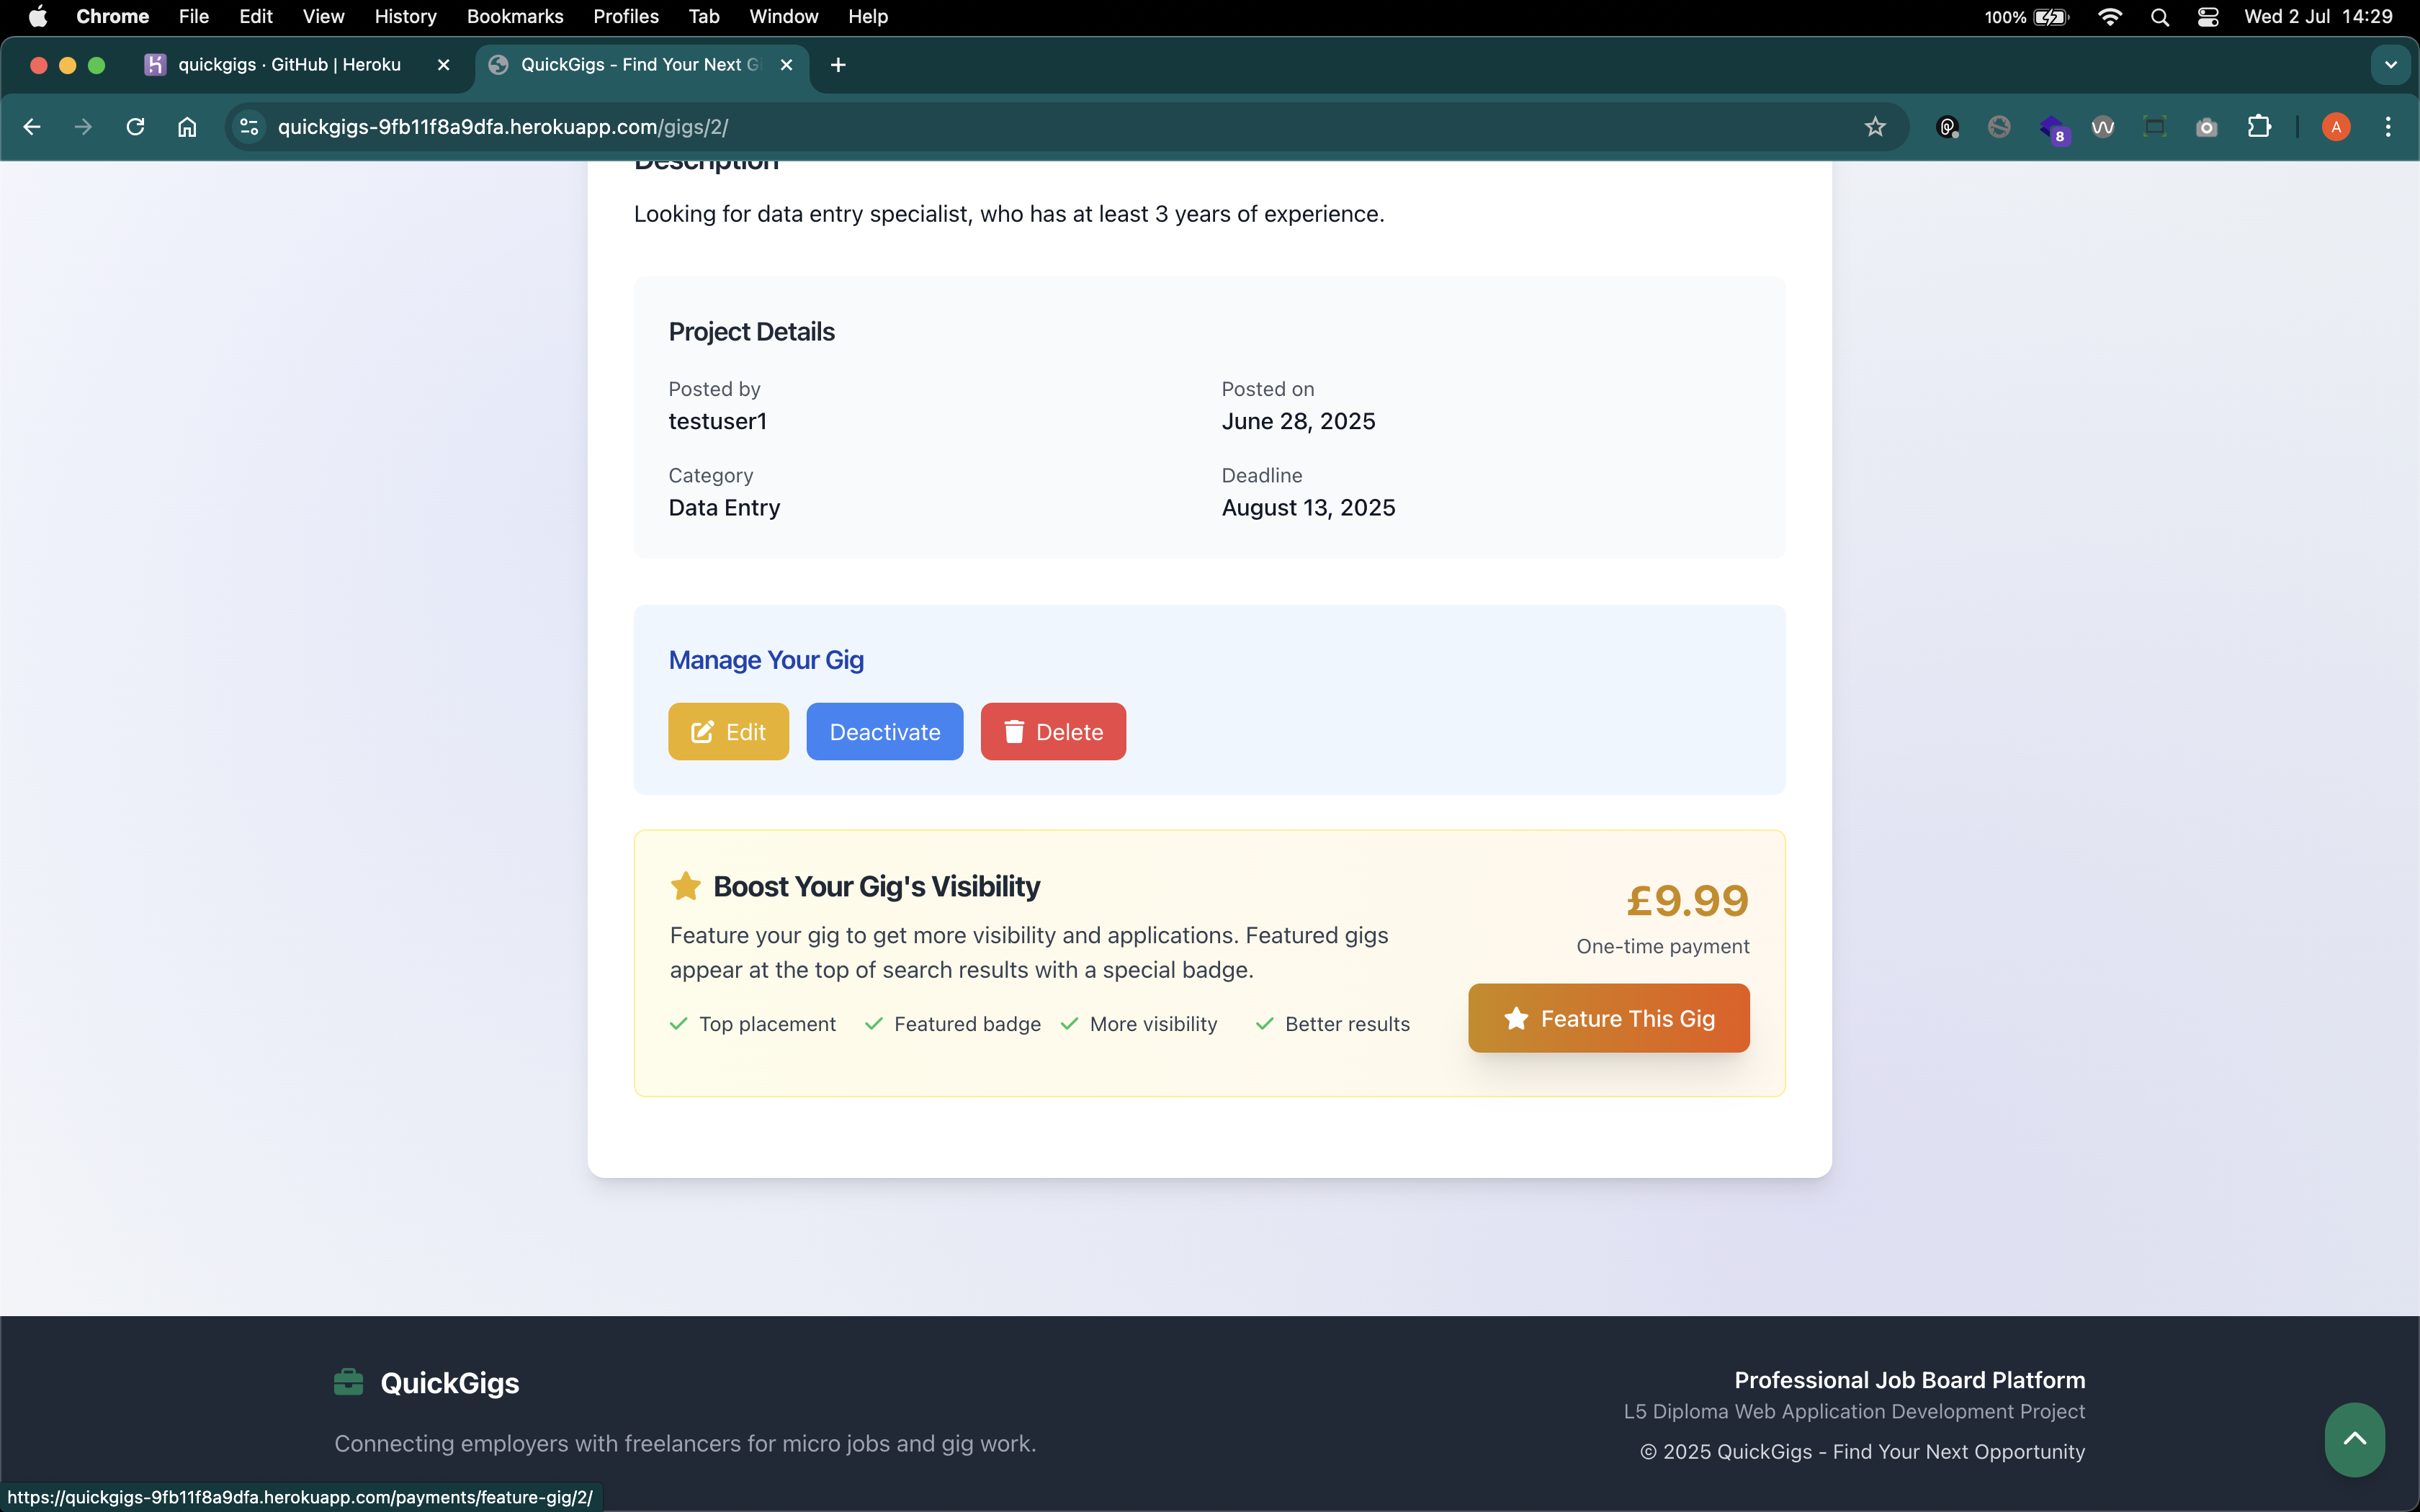 Chrome File Edit View History Bookmarks Profiles Tab Window Help 100% Wed 2 Jul 14:29
quickgigs · GitHub | Heroku QuickGigs - Find Your Next G
quickgigs-9fb11f8a9dfa.herokuapp.com/gigs/2/ 8 A
Description
Looking for data entry specialist, who has at least 3 years of experience.
Project Details
Posted by Posted on
testuser1 June 28, 2025
Category Deadline
Data Entry August 13, 2025
Manage Your Gig
Edit Deactivate Delete
Boost Your Gig's Visibility
£9.99
Feature your gig to get more visibility and applications. Featured gigs
appear at the top of search results with a special badge.
One-time payment
Top placement Featured badge More visibility Better results
Feature This Gig
QuickGigs
Connecting employers with freelancers for micro jobs and gig work.
Professional Job Board Platform
L5 Diploma Web Application Development Project
© 2025 QuickGigs - Find Your Next Opportunity
https://quickgigs-9fb11f8a9dfa.herokuapp.com/payments/feature-gig/2/